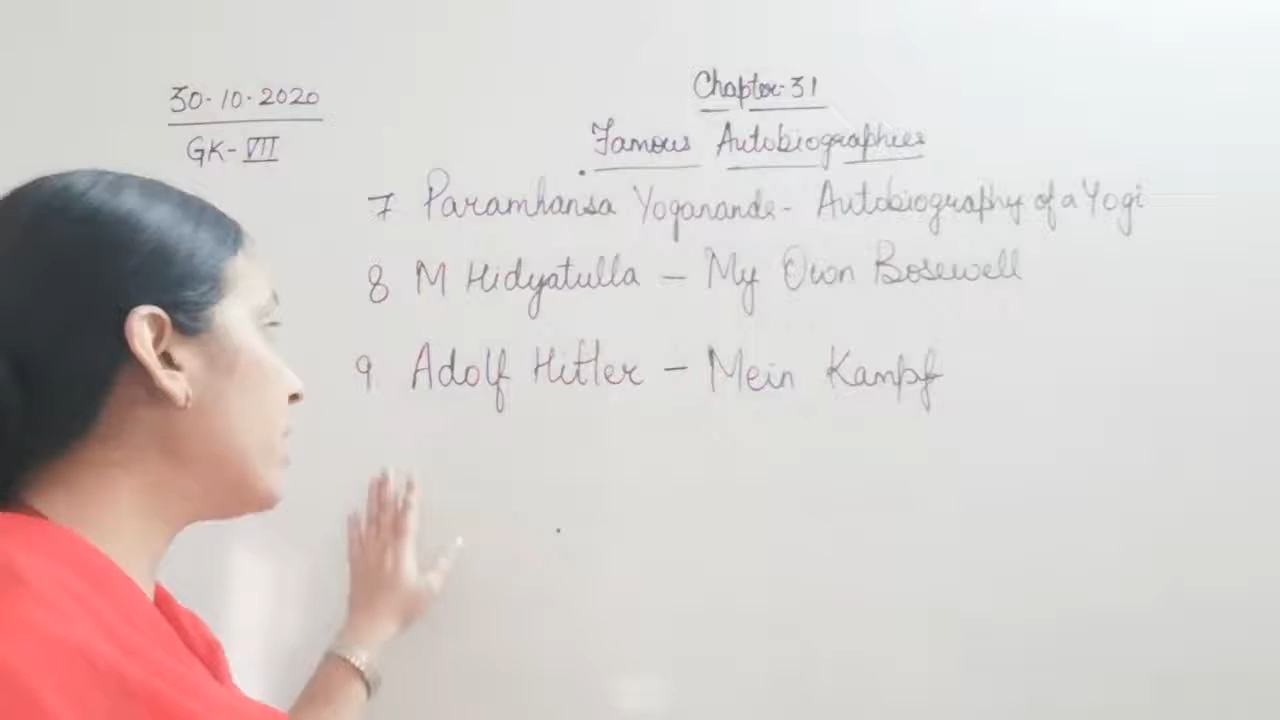 30·10·2020
GK-VII
Chapter-31
Famous Autobiographies
7 Paramhansa Yogananda- Autobiography of a Yogi
8 M Hidyatulla – My Own Bosewell
9 Adolf Hitler – Mein Kampf